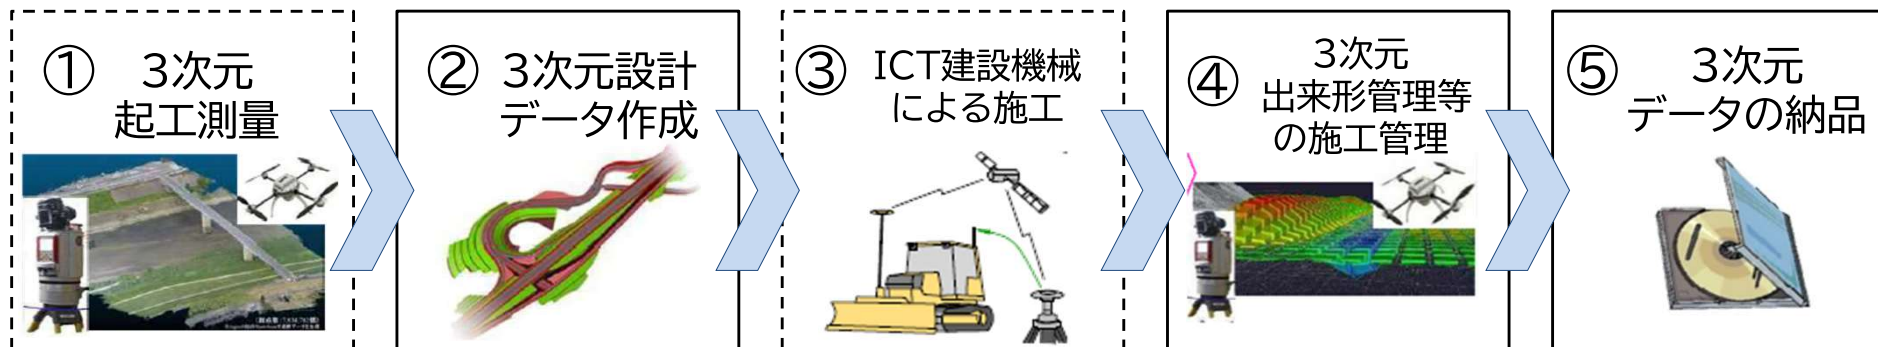 ① 3次元
起工測量
② 3次元設計
データ作成
③ ICT建設機械
による施工
④ 3次元
出来形管理等
の施工管理
⑤ 3次元
データの納品